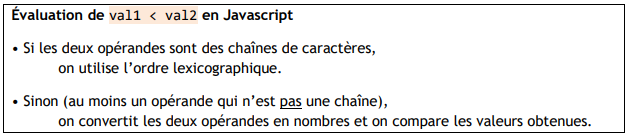 Évaluation de val1 < val2 en Javascript
• Si les deux opérandes sont des chaînes de caractères,
on utilise l’ordre lexicographique.
• Sinon (au moins un opérande qui n’est pas une chaîne),
on convertit les deux opérandes en nombres et on compare les valeurs obtenues.